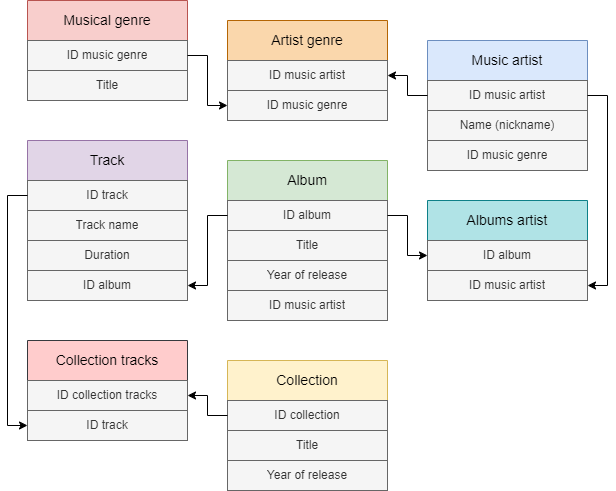 Musical genre
ID music genre
Title
Artist genre
ID music artist
ID music genre
Music artist
ID music artist
Name (nickname)
ID music genre
Track
ID track
Track name
Duration
ID album
Album
ID album
Title
Year of release
ID music artist
Albums artist
ID album
ID music artist
Collection tracks
ID collection tracks
ID track
Collection
ID collection
Title
Year of release